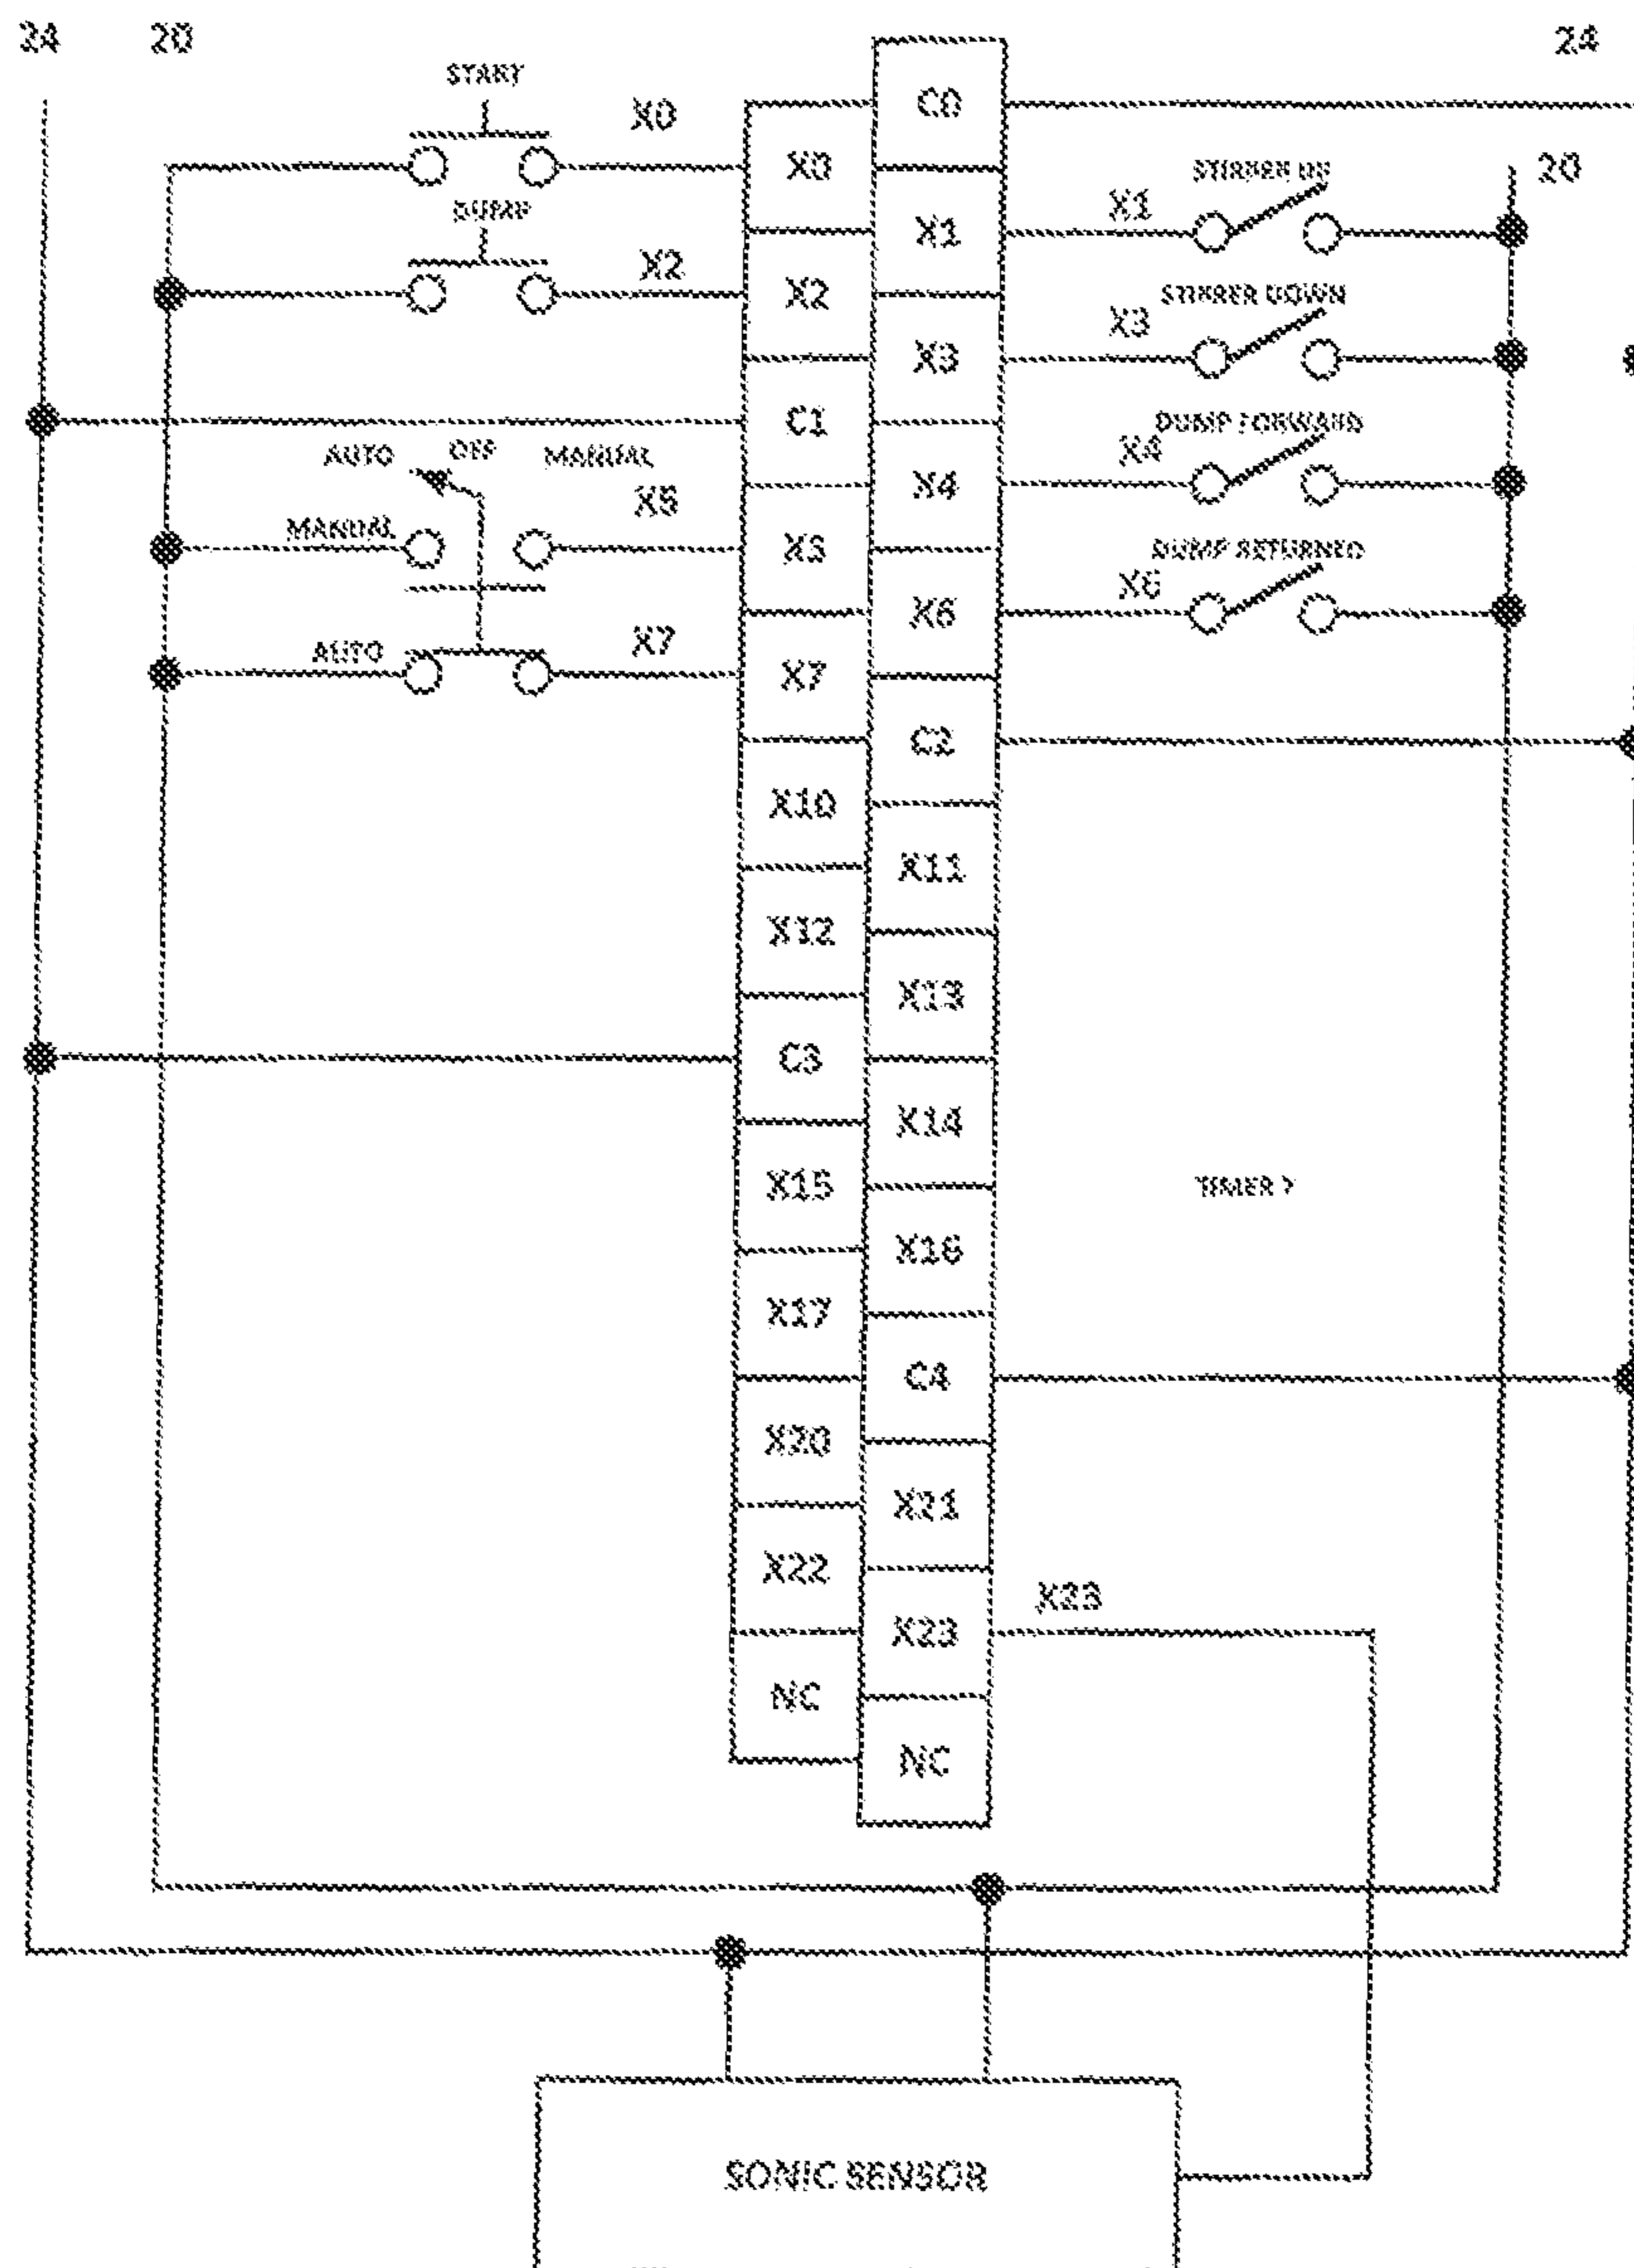 24 20 24
START
X0 C0
X0 STIRRER UP 20
DUMP X1 X1
X2 X2 STIRRER DOWN
X3 X3
C1 DUMP FORWARD
AUTO OFF MANUAL X4 X4
X5
MANUAL X5 DUMP RETURNED
X6 X6
AUTO X7 X7
C2
X10
X11
X12
X13
C3
X14
X15 TIMER ?
X16
X17
C4
X20
X21
X22 X23
X23
NC
NC
SONIC SENSOR